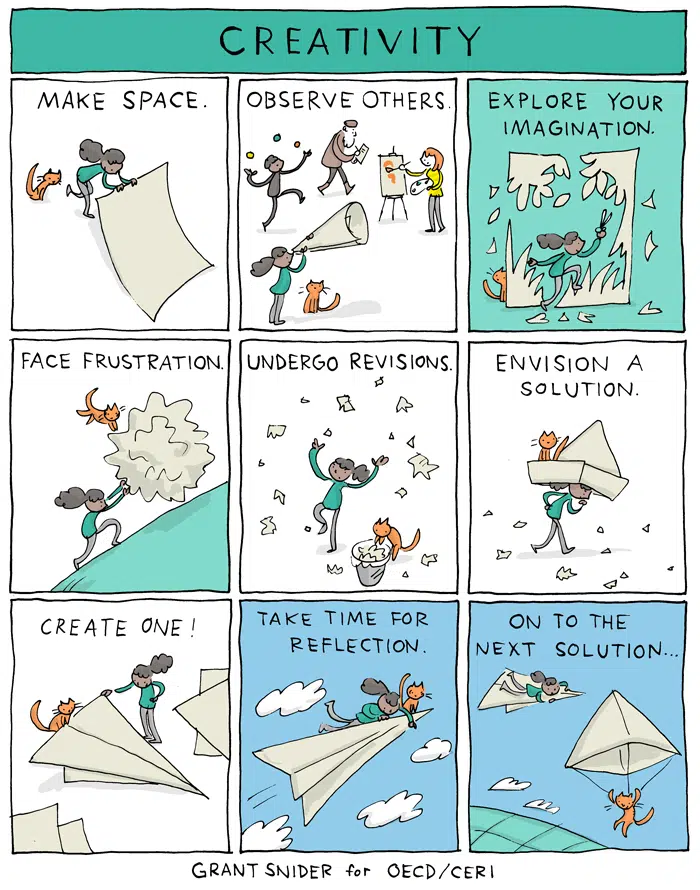 CREATIVITY
MAKE SPACE.
OBSERVE OTHERS.
EXPLORE YOUR
IMAGINATION.
FACE FRUSTRATION.
UNDERGO REVISIONS.
ENVISION A
SOLUTION.
CREATE ONE!
TAKE TIME FOR
REFLECTION.
ON TO THE
NEXT SOLUTION...
GRANT SNIDER for OECD/CERI